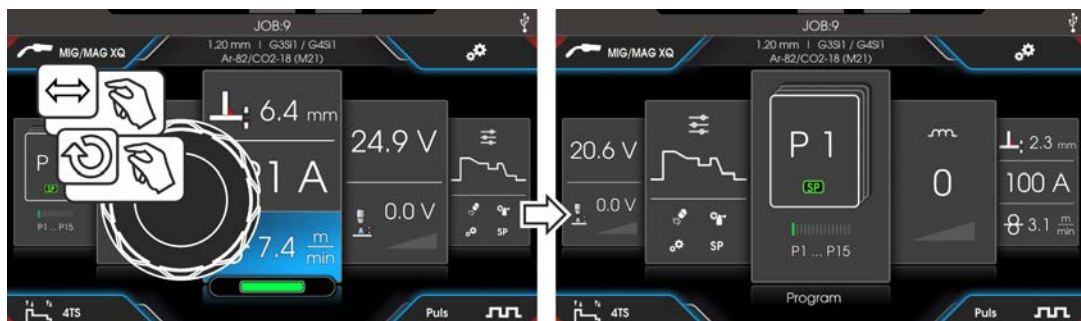 JOB:9
MIG/MAG XQ
1,20 mm I G3Si1 / G4Si1
Ar-82/CO2-18 (M21)
6.4 mm
24.9 V
P
1 A
SP
0.0 V
P1 ... P15
7.4 m/min
SP
4TS
Puls
JOB:9
MIG/MAG XQ
1,20 mm I G3Si1 / G4Si1
Ar-82/CO2-18 (M21)
20.6 V
P 1
2.3 mm
SP
0
100 A
0.0 V
SP
P1 ... P15
3.1 m/min
Program
4TS
Puls